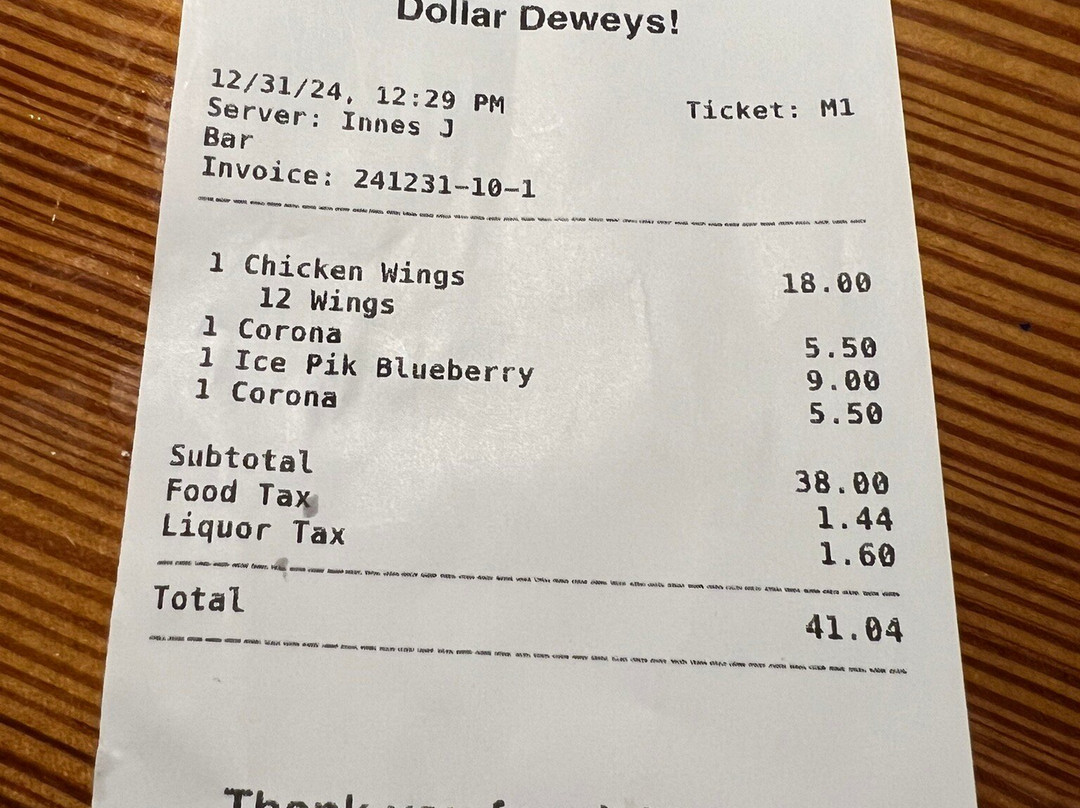 Dollar Deweys!
12/31/24, 12:29 PM
Ticket: M1
Server: Innes J
Bar
Invoice: 241231-10-1
1 Chicken Wings 18.00
12 Wings
1 Corona 5.50
1 Ice Pik Blueberry 9.00
1 Corona 5.50
Subtotal 38.00
Food Tax 1.44
Liquor Tax 1.60
Total 41.04
Thank